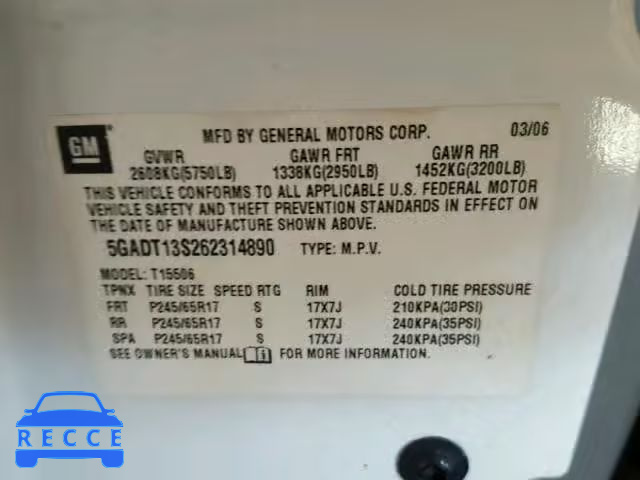 GM
MFD BY GENERAL MOTORS CORP. 03/06
GVWR GAWR FRT GAWR RR
2608KG(5750LB) 1338KG(2950LB) 1452KG(3200LB)
THIS VEHICLE CONFORMS TO ALL APPLICABLE U.S. FEDERAL MOTOR
VEHICLE SAFETY AND THEFT PREVENTION STANDARDS IN EFFECT ON
THE DATE OF MANUFACTURE SHOWN ABOVE.
5GADT13S262314890 TYPE: M.P.V.
MODEL: T15506
TPNX TIRE SIZE SPEED RTG RIM COLD TIRE PRESSURE
FRT P245/65R17 S 17X7J 210KPA(30PSI)
RR P245/65R17 S 17X7J 240KPA(35PSI)
SPA P245/65R17 S 17X7J 240KPA(35PSI)
SEE OWNER'S MANUAL FOR MORE INFORMATION.
RECCE